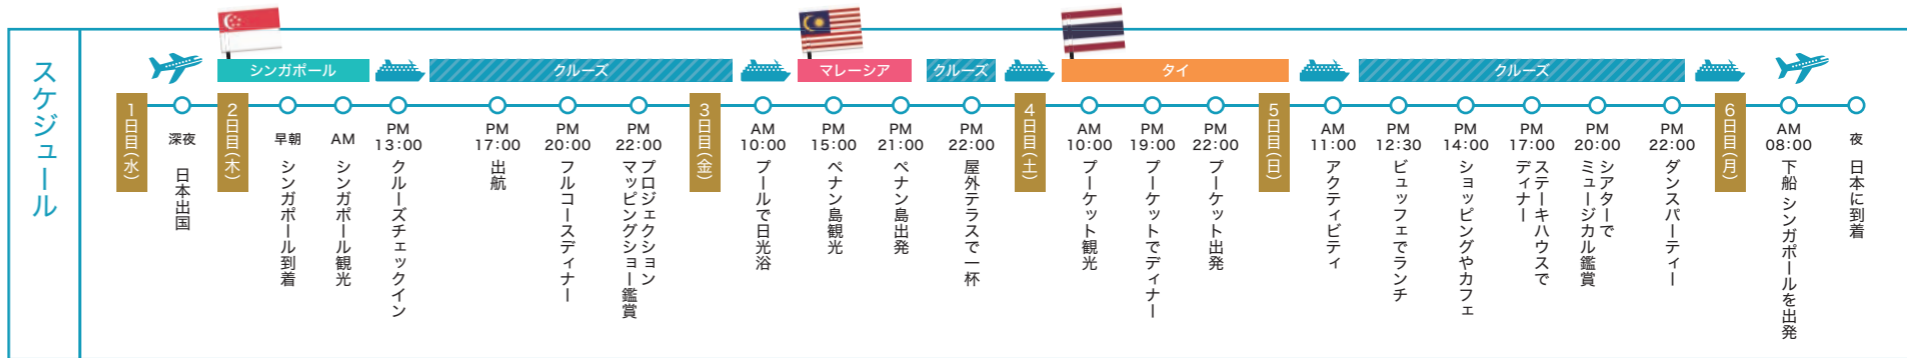 スケジュール
シンガポール
クルーズ
マレーシア
クルーズ
タイ
クルーズ
1日目(水)
深夜
日本出国
2日目(木)
早朝
シンガポール到着
AM
シンガポール観光
PM
13:00
クルーズチェックイン
PM
17:00
出航
PM
20:00
フルコースディナー
PM
22:00
プロジェクション
マッピングショー鑑賞
3日目(金)
AM
10:00
プールで日光浴
PM
15:00
ペナン島観光
PM
21:00
ペナン島出発
PM
22:00
屋外テラスで一杯
4日目(土)
AM
10:00
プーケット観光
PM
19:00
プーケットでディナー
PM
22:00
プーケット出発
5日目(日)
AM
11:00
アクティビティ
PM
12:30
ビュッフェでランチ
PM
14:00
ショッピングやカフェ
PM
17:00
ステーキハウスで
ディナー
PM
20:00
シアターで
ミュージカル鑑賞
PM
22:00
ダンスパーティー
6日目(月)
AM
08:00
下船 シンガポールを出発
夜
日本に到着